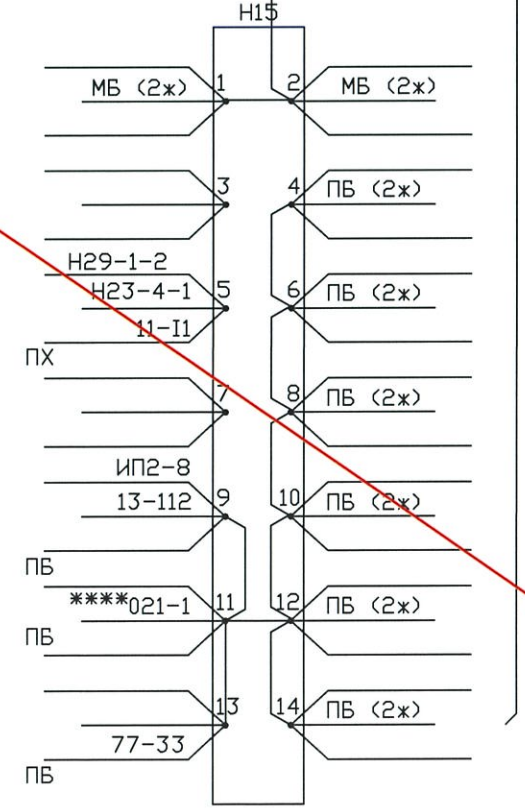 Н15
1 2
МБ (2ж) МБ (2ж)
3 4 ПБ (2ж)
Н29-1-2
Н23-4-1 5 6 ПБ (2ж)
11-I1
ПХ
7 8 ПБ (2ж)
ИП2-8
13-112 9 10 ПБ (2ж)
ПБ
****021-1 11 12 ПБ (2ж)
ПБ
13 14 ПБ (2ж)
77-33
ПБ